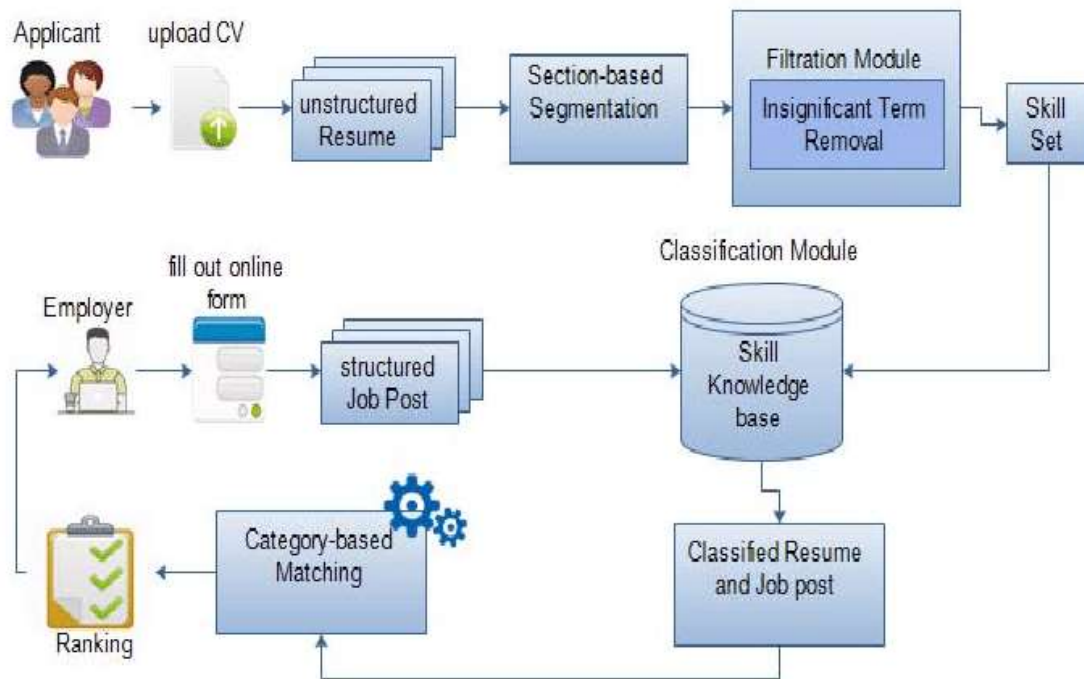 Applicant
upload CV
unstructured
Resume
Section-based
Segmentation
Filtration Module
Insignificant Term
Removal
Skill
Set
Employer
fill out online
form
structured
Job Post
Classification Module
Skill
Knowledge
base
Ranking
Category-based
Matching
Classified Resume
and Job post